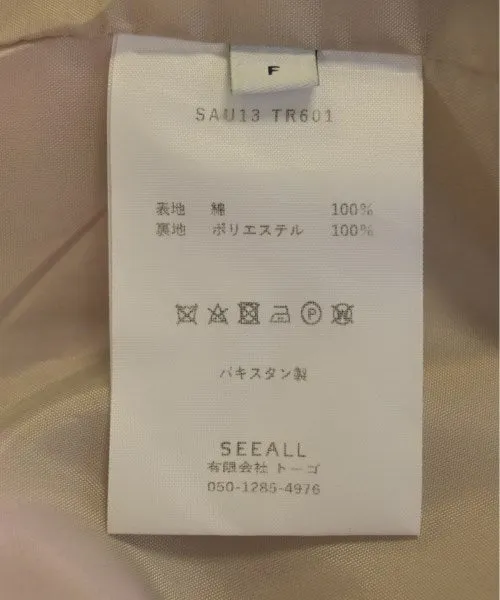 F
SAU13 TR601
表地 綿 100%
裏地 ポリエステル 100%
パキスタン製
SEEALL
有限会社 トーゴ
050-1285-4976